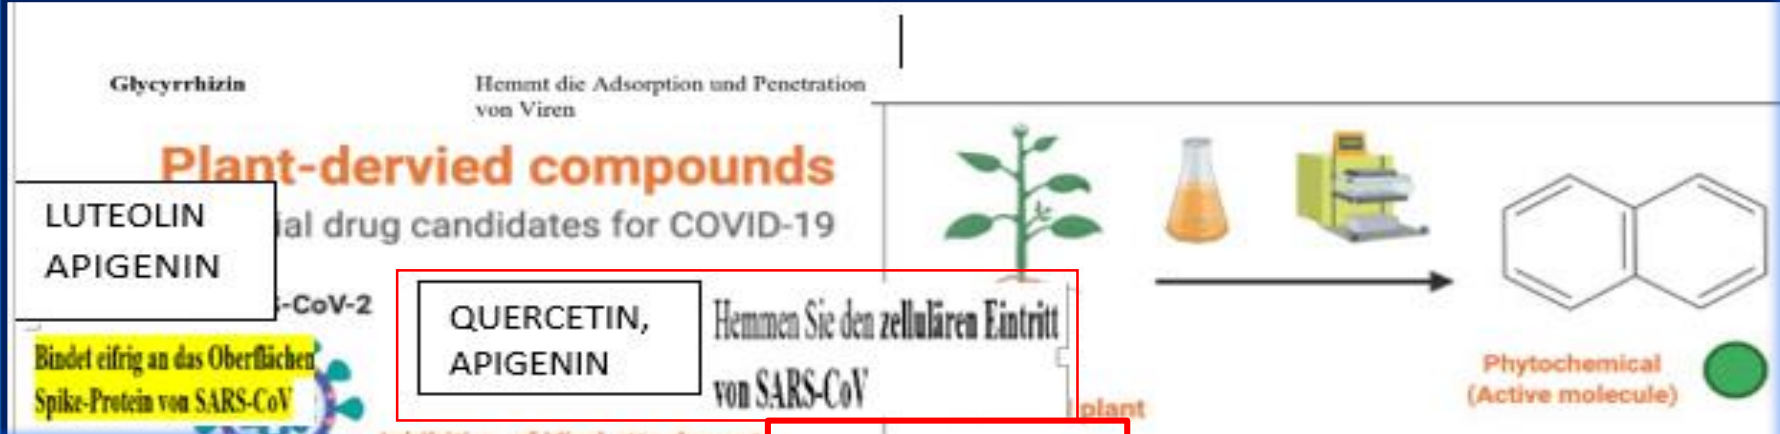 Glycyrrhizin
Hemmt die Adsorption und Penetration
von Viren
Plant-dervied compounds
LUTEOLIN
APIGENIN
ial drug candidates for COVID-19
-CoV-2
QUERCETIN,
APIGENIN
Hemmen Sie den zellulären Eintritt
von SARS-CoV
Bindet eifrig an das Oberflächen
Spike-Protein von SARS-CoV
plant
Phytochemical
(Active molecule)